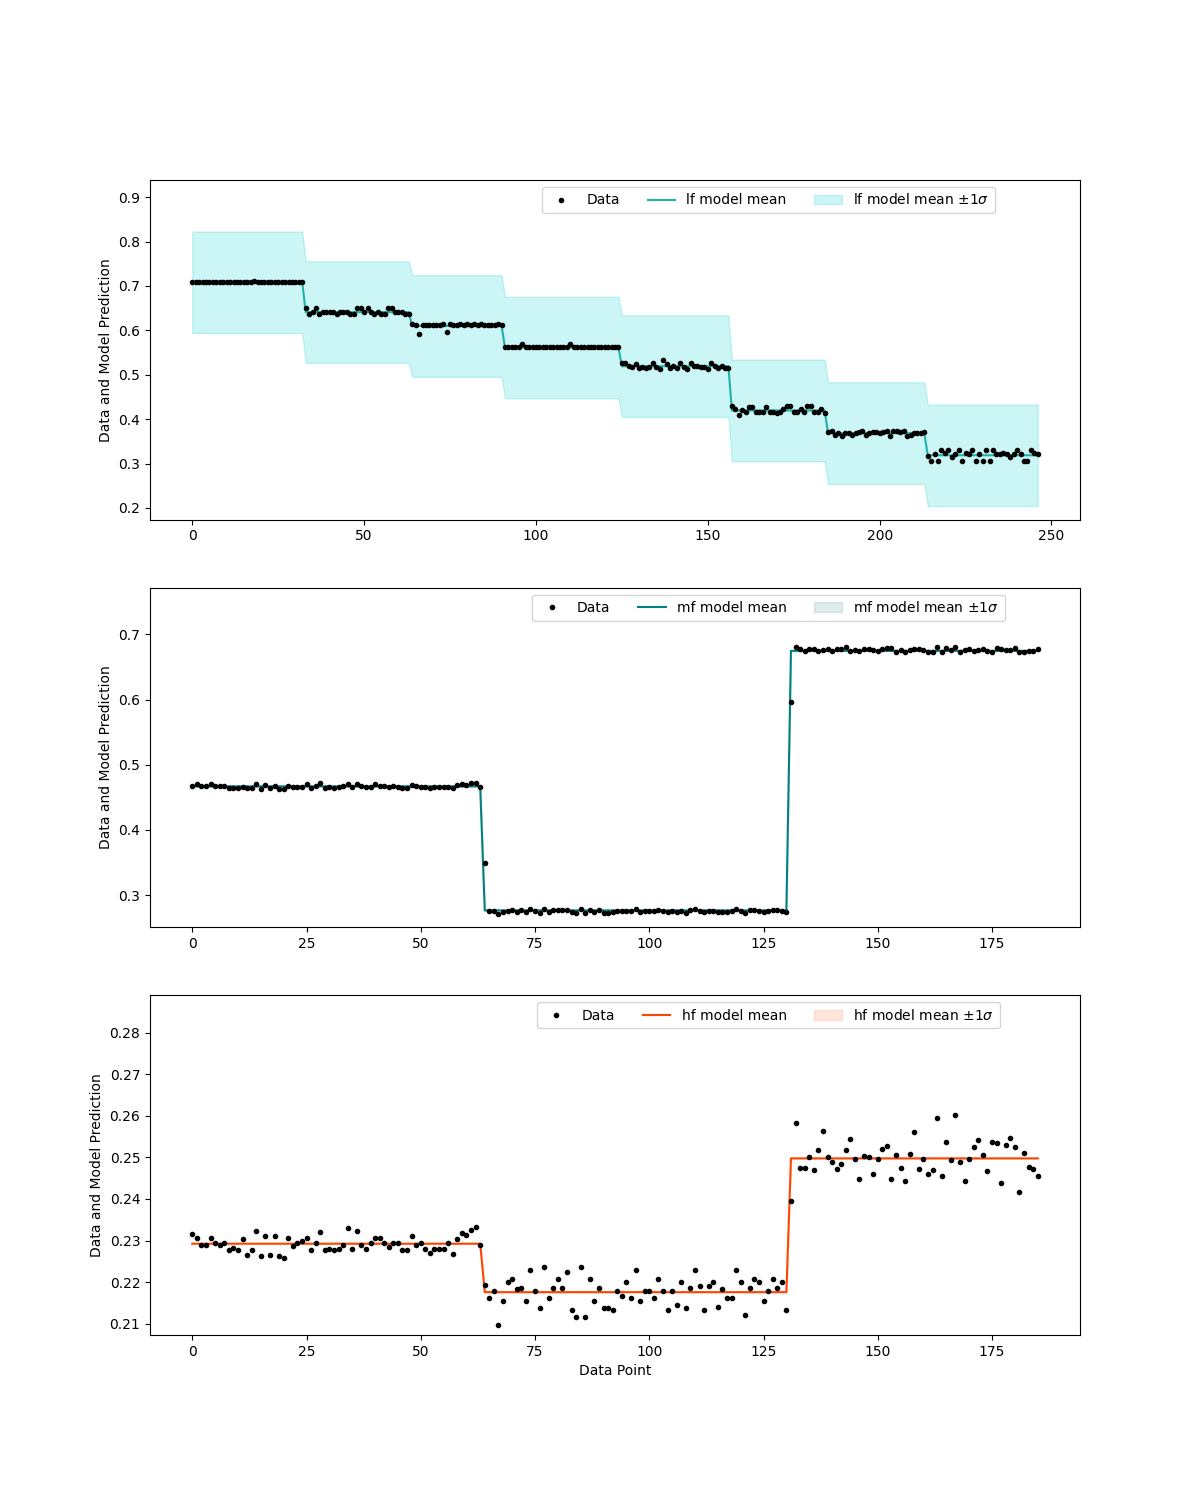 Data
lf model mean
lf model mean ±1σ
0.9
0.8
0.7
0.6
0.5
0.4
0.3
0.2
Data and Model Prediction
0 50 100 150 200 250
Data
mf model mean
mf model mean ±1σ
0.7
0.6
0.5
0.4
0.3
Data and Model Prediction
0 25 50 75 100 125 150 175
Data
hf model mean
hf model mean ±1σ
0.28
0.27
0.26
0.25
0.24
0.23
0.22
0.21
Data and Model Prediction
0 25 50 75 100 125 150 175
Data Point